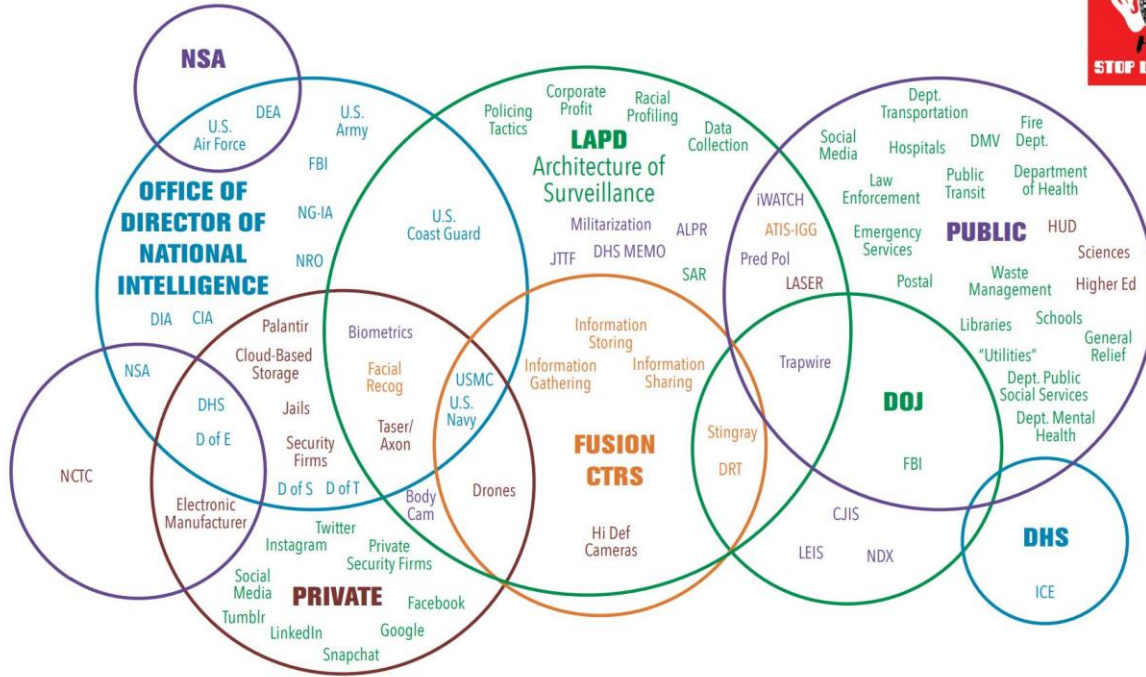 NSA
DEA
U.S.
Air Force
U.S.
Army
FBI
OFFICE OF
DIRECTOR OF
NATIONAL
INTELLIGENCE
NG-IA
NRO
DIA
CIA
NSA
DHS
D of E
NCTC
Electronic
Manufacturer
Palantir
Cloud-Based
Storage
Jails
Security
Firms
D of S
D of T
Biometrics
Facial
Recog
Taser/
Axon
Body
Cam
USMC
U.S.
Navy
Drones
U.S.
Coast Guard
Policing
Tactics
Corporate
Profit
Racial
Profiling
Data
Collection
LAPD
Architecture of
Surveillance
Militarization
ALPR
JTTF
DHS MEMO
SAR
Information
Storing
Information
Gathering
Information
Sharing
FUSION
CTRS
Hi Def
Cameras
Stingray
DRT
iWATCH
ATIS-IGG
Pred Pol
LASER
Trapwire
DOJ
FBI
CJIS
LEIS
NDX
Dept.
Transportation
Social
Media
Hospitals
DMV
Fire
Dept.
Law
Enforcement
Public
Transit
Department
of Health
Emergency
Services
PUBLIC
HUD
Sciences
Postal
Waste
Management
Higher Ed
Libraries
Schools
General
Relief
"Utilities"
Dept. Public
Social Services
Dept. Mental
Health
DHS
ICE
Twitter
Instagram
Private
Security Firms
Social
Media
PRIVATE
Facebook
Tumblr
LinkedIn
Google
Snapchat
STOP